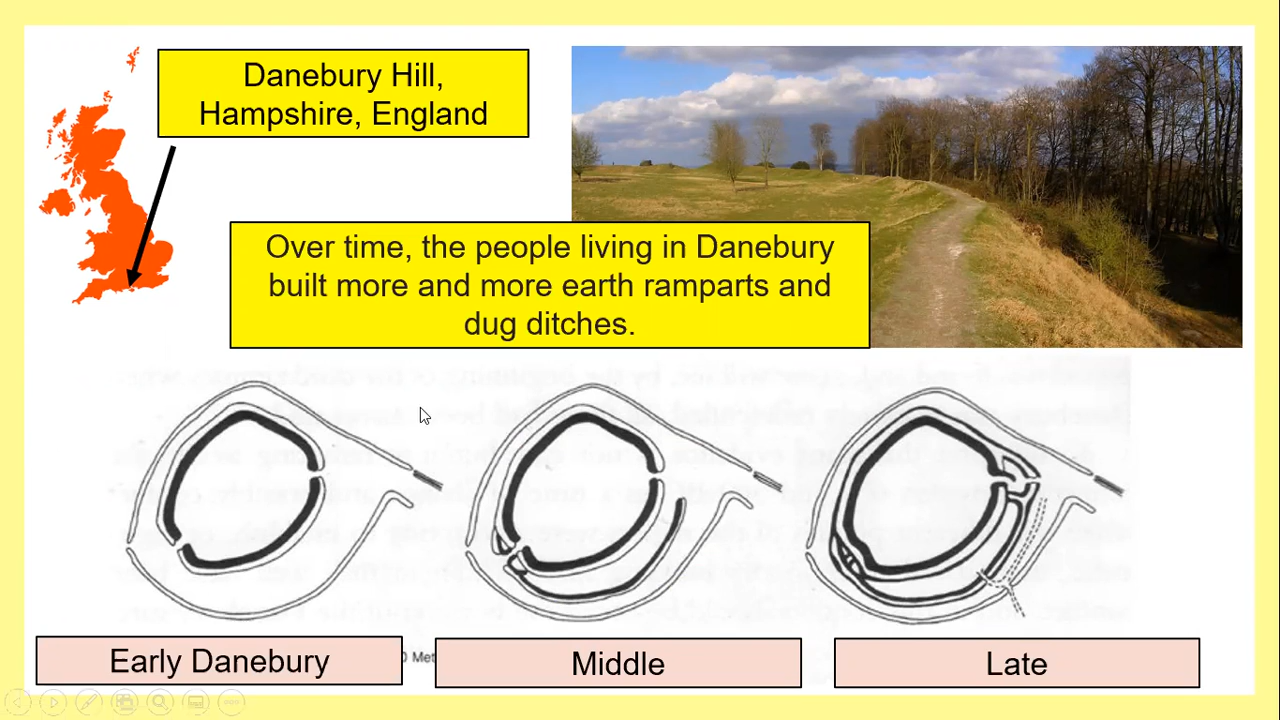 Danebury Hill,
Hampshire, England
Over time, the people living in Danebury
built more and more earth ramparts and
dug ditches.
Early Danebury
Middle
Late